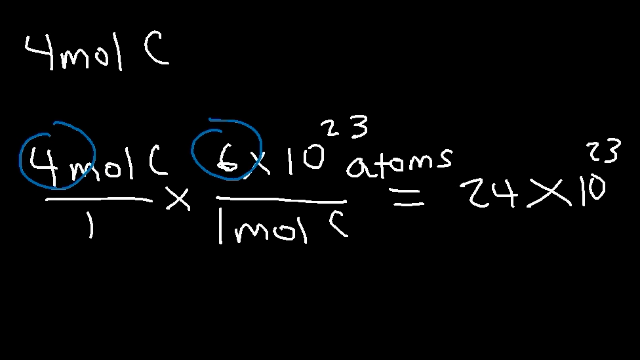 4mol C
4mol C / 1 × 6 × 10^23 atoms / 1mol C = 24 × 10^23